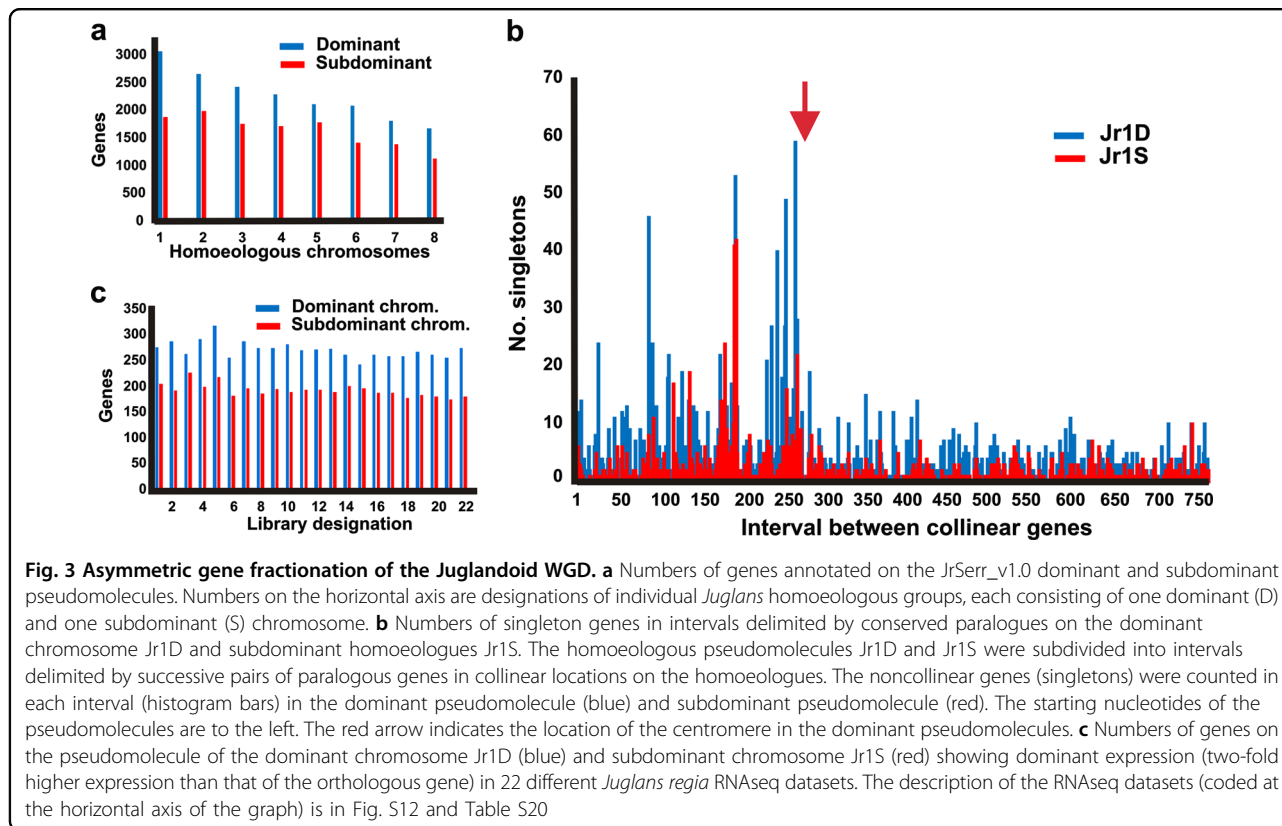 a
Dominant
Subdominant
3000
2500
2000
1500
1000
500
0
Genes
1 2 3 4 5 6 7 8
Homoeologous chromosomes
b
70
60
50
40
30
20
10
0
No. singletons
Jr1D
Jr1S
1 50 100 150 200 250 300 350 400 450 500 550 600 650 700 750
Interval between collinear genes
c
Dominant chrom.
Subdominant chrom.
350
300
250
200
150
100
50
0
Genes
2 4 6 8 10 12 14 16 18 20 22
Library designation
Fig. 3 Asymmetric gene fractionation of the Juglandoid WGD. a Numbers of genes annotated on the JrSerr_v1.0 dominant and subdominant
pseudomolecules. Numbers on the horizontal axis are designations of individual Juglans homoeologous groups, each consisting of one dominant (D)
and one subdominant (S) chromosome. b Numbers of singleton genes in intervals delimited by conserved paralogues on the dominant
chromosome Jr1D and subdominant homoeologues Jr1S. The homoeologous pseudomolecules Jr1D and Jr1S were subdivided into intervals
delimited by successive pairs of paralogous genes in collinear locations on the homoeologues. The noncollinear genes (singletons) were counted in
each interval (histogram bars) in the dominant pseudomolecule (blue) and subdominant pseudomolecule (red). The starting nucleotides of the
pseudomolecules are to the left. The red arrow indicates the location of the centromere in the dominant pseudomolecules. c Numbers of genes on
the pseudomolecule of the dominant chromosome Jr1D (blue) and subdominant chromosome Jr1S (red) showing dominant expression (two-fold
higher expression than that of the orthologous gene) in 22 different Juglans regia RNAseq datasets. The description of the RNAseq datasets (coded at
the horizontal axis of the graph) is in Fig. S12 and Table S20